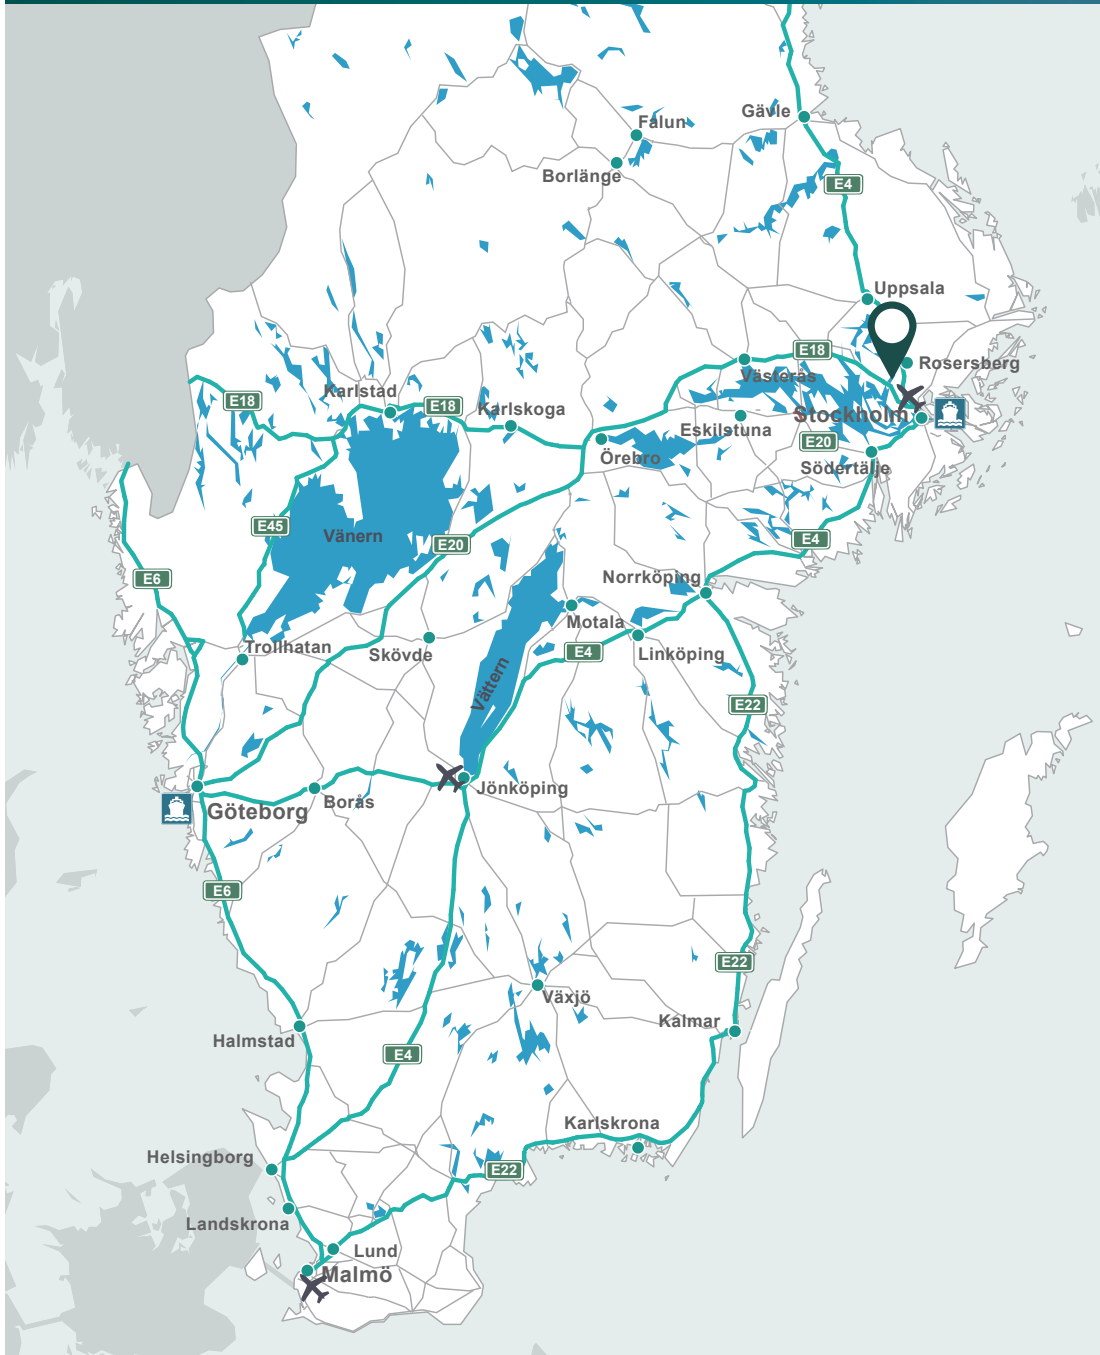 Gävle
Falun
Borlänge
E4
Uppsala
E18
Rosersberg
Västerås
Karlstad
E18
E18
Karlskoga
Stockholm
Eskilstuna
E20
Örebro
Södertälje
E45
Vänern
E20
E4
E6
Norrköping
Motala
Trollhatan
Skövde
E4
Linköping
Vättern
E22
Jönköping
Borås
Göteborg
E6
E22
Växjö
Kalmar
Halmstad
E4
Karlskrona
Helsingborg
E22
Landskrona
Lund
Malmö